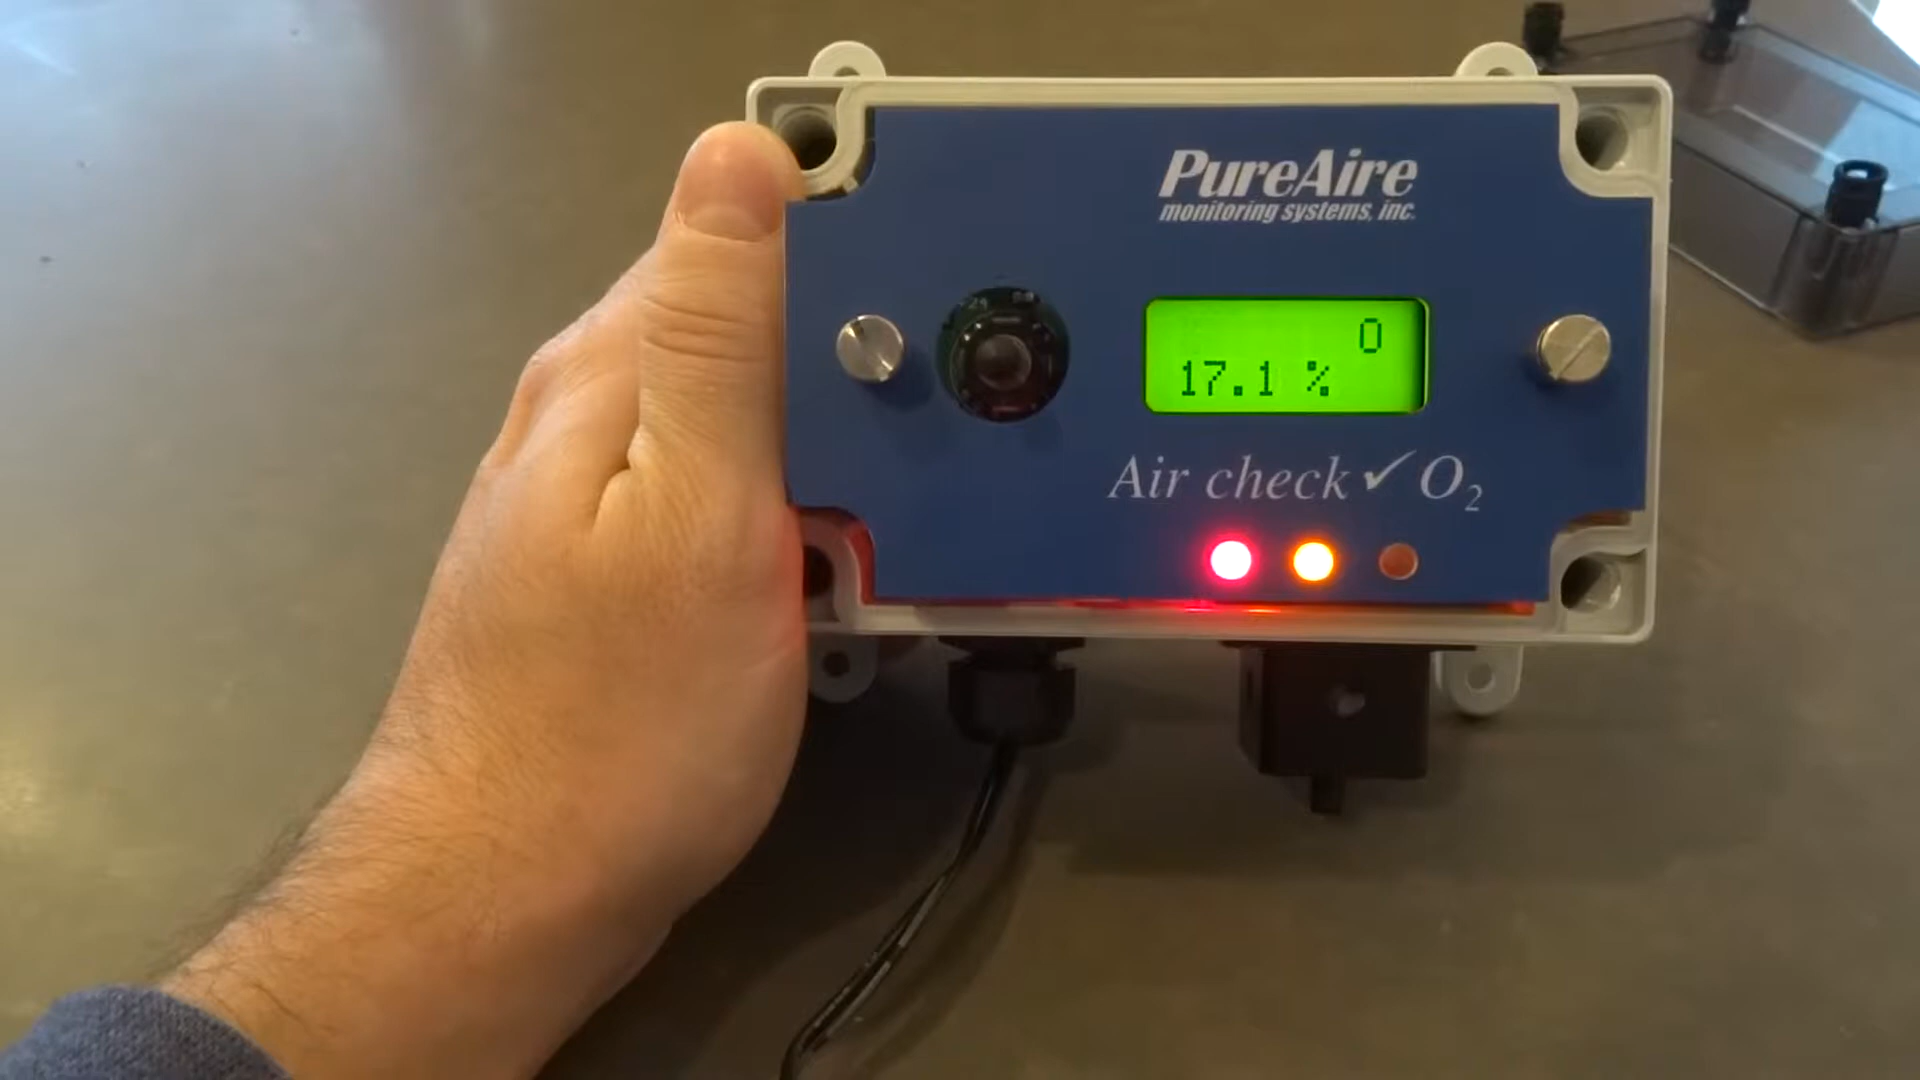 PureAire
monitoring systems, inc.
0
17.1 %
Air check ✓ O₂